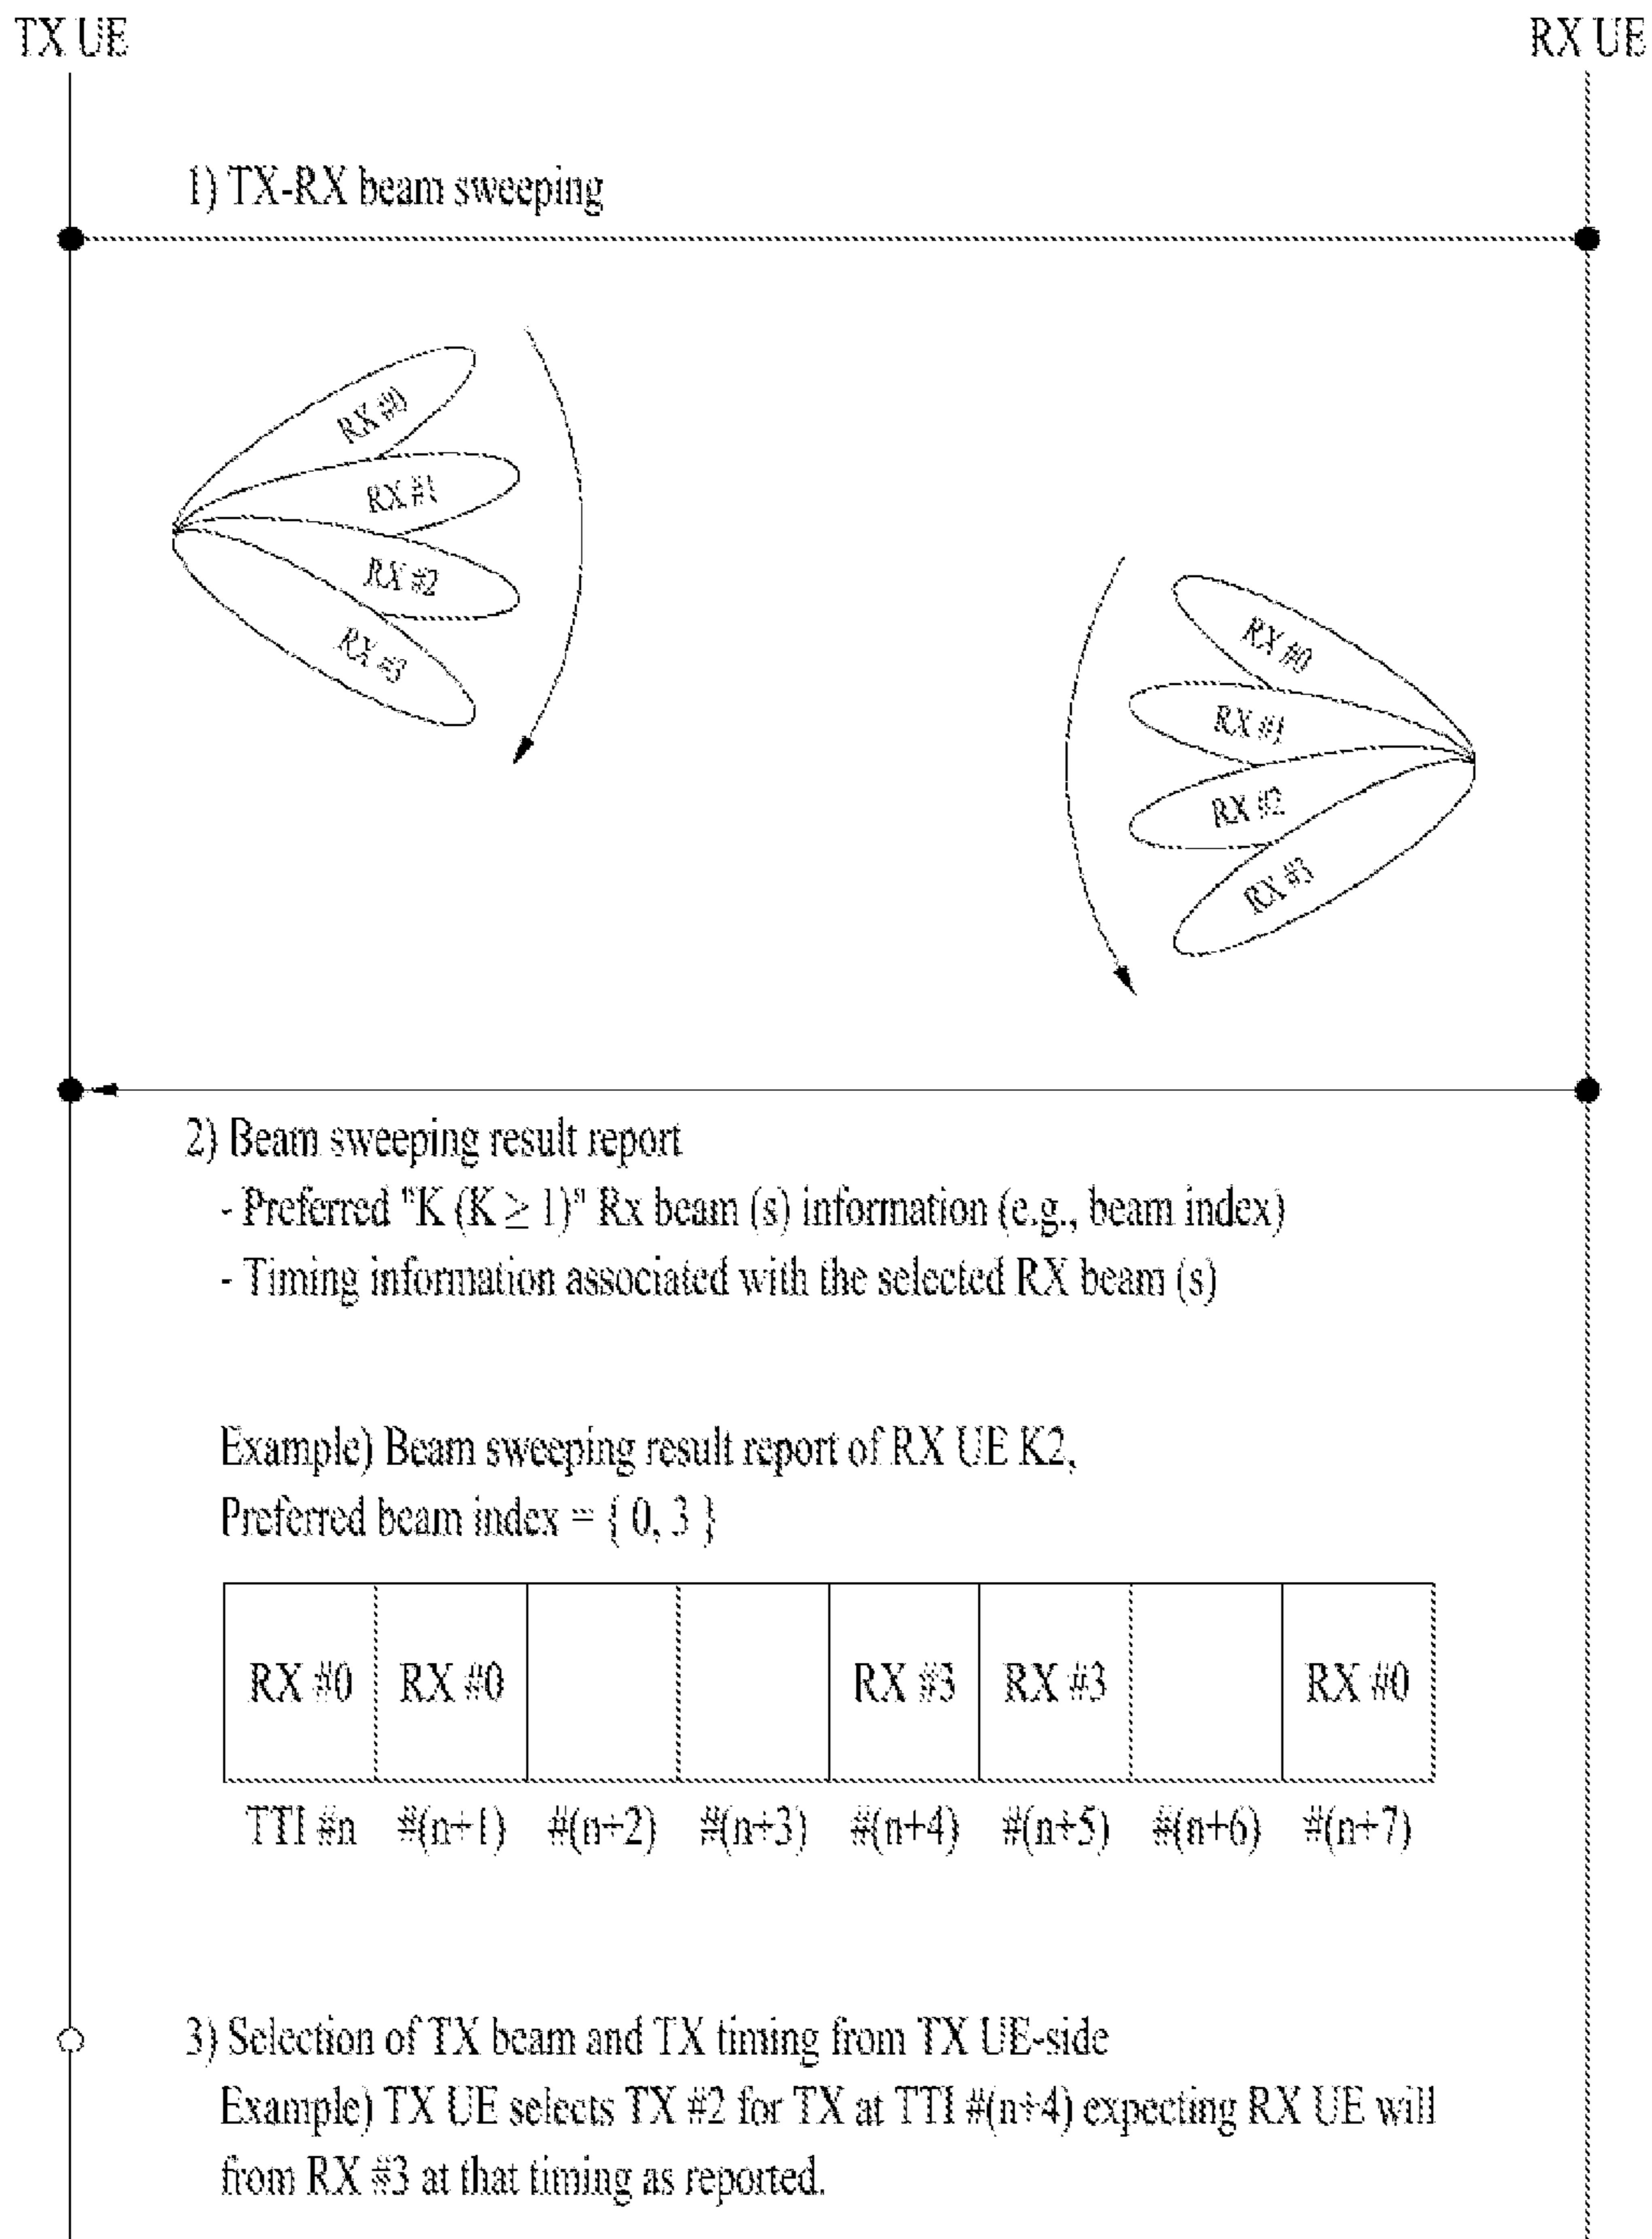 TX UE
RX UE
1) TX-RX beam sweeping
RX #0
RX #1
RX #2
RX #3
RX #0
RX #1
RX #2
RX #3
2) Beam sweeping result report
- Preferred "K (K ≥ 1)" Rx beam (s) information (e.g., beam index)
- Timing information associated with the selected RX beam (s)
Example) Beam sweeping result report of RX UE K2,
Preferred beam index = { 0, 3 }
RX #0 RX #0 RX #3 RX #3 RX #0
TTI #n #(n+1) #(n+2) #(n+3) #(n+4) #(n+5) #(n+6) #(n+7)
3) Selection of TX beam and TX timing from TX UE-side
Example) TX UE selects TX #2 for TX at TTI #(n+4) expecting RX UE will
from RX #3 at that timing as reported.